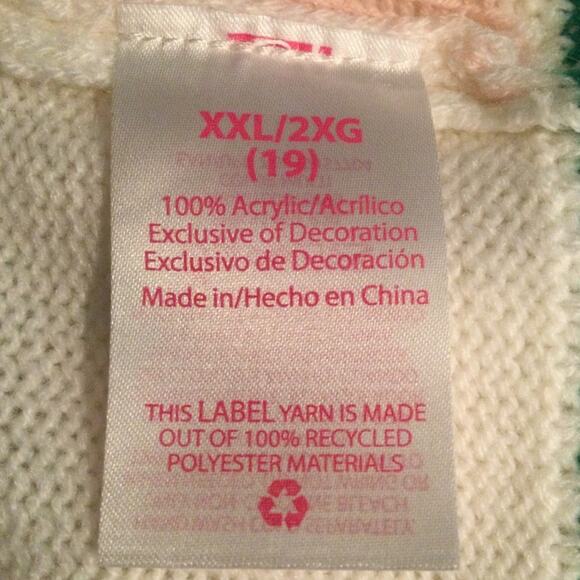 XXL/2XG
(19)
100% Acrylic/Acrílico
Exclusive of Decoration
Exclusivo de Decoración
Made in/Hecho en China
THIS LABEL YARN IS MADE
OUT OF 100% RECYCLED
POLYESTER MATERIALS